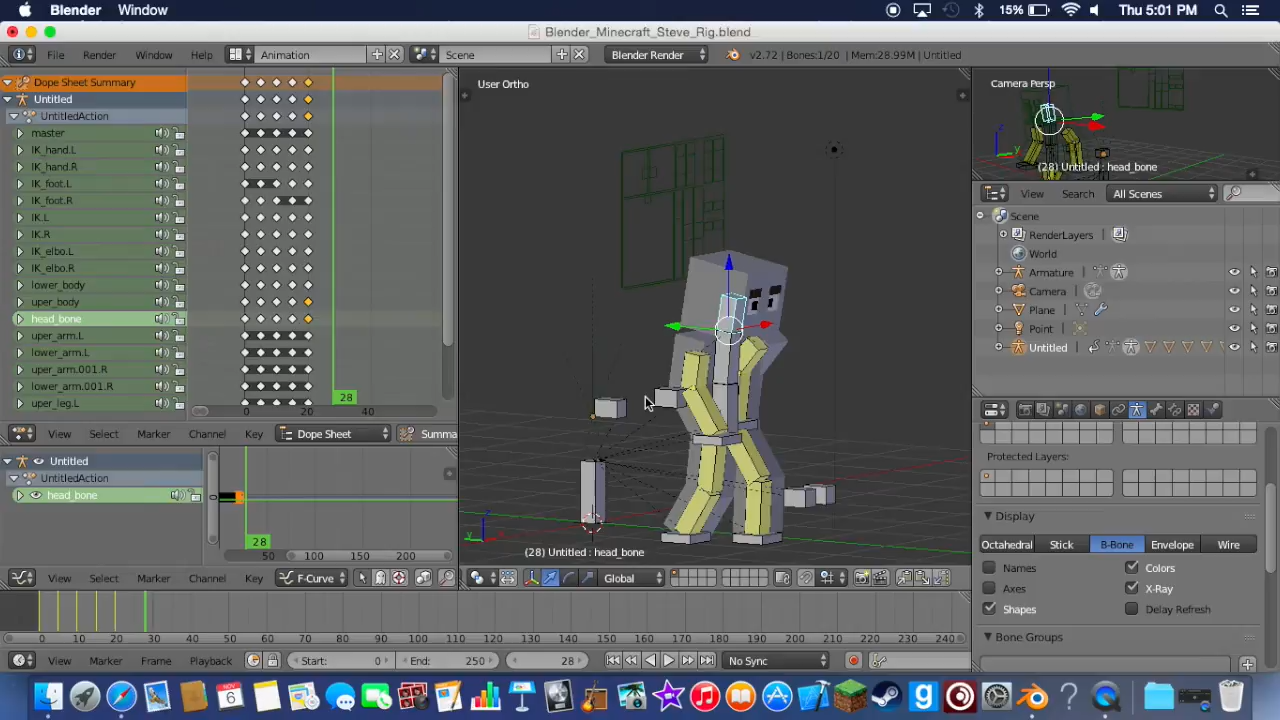 Blender Window 15% Thu 5:01 PM
Blender_Minecraft_Steve_Rig.blend
File Render Window Help Animation Scene Blender Render v2.72 | Bones:1/20 | Mem:28.99M | Untitled
Dope Sheet Summary
Untitled
UntitledAction
master
IK_hand.L
IK_hand.R
IK_foot.L
IK_foot.R
IK.L
IK.R
IK_elbo.L
IK_elbo.R
lower_body
uper_body
head_bone
uper_arm.L
lower_arm.L
uper_arm.001.R
lower_arm.001.R
uper_leg.L
28
0 20 40
View Select Marker Channel Key Dope Sheet Summa
Untitled
UntitledAction
head_bone
28
50 100 150 200
View Select Marker Channel Key F-Curve
User Ortho
(28) Untitled : head_bone
Global
Camera Persp
(28) Untitled : head_bone
View Search All Scenes
Scene
RenderLayers
World
Armature
Camera
Plane
Point
Untitled
Protected Layers:
Display
Octahedral Stick B-Bone Envelope Wire
Names Colors
Axes X-Ray
Shapes Delay Refresh
Bone Groups
0 10 20 30 40 50 60 70 80 90 100 110 120 130 140 150 160 170 180 190 200 210 220 230 240
View Marker Frame Playback Start: 0 End: 250 28 No Sync
NOV 6